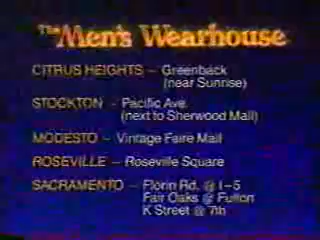 The Men's Wearhouse
CITRUS HEIGHTS – Greenback
(near Sunrise)
STOCKTON – Pacific Ave.
(next to Sherwood Mall)
MODESTO – Vintage Faire Mall
ROSEVILLE – Roseville Square
SACRAMENTO – Florin Rd. @ I-5
Fair Oaks @ Fulton
K Street @ 7th